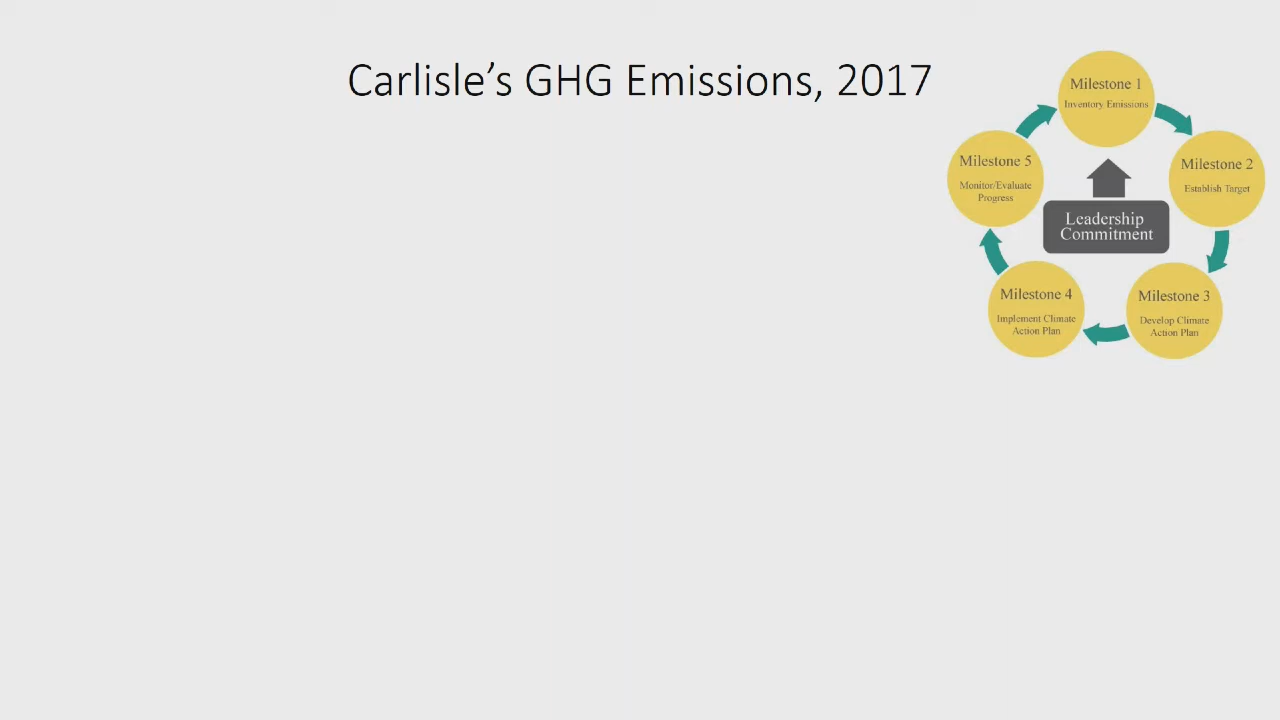 Carlisle’s GHG Emissions, 2017
Milestone 1
Inventory Emissions
Milestone 2
Establish Target
Milestone 3
Develop Climate
Action Plan
Milestone 4
Implement Climate
Action Plan
Milestone 5
Monitor/Evaluate
Progress
Leadership
Commitment